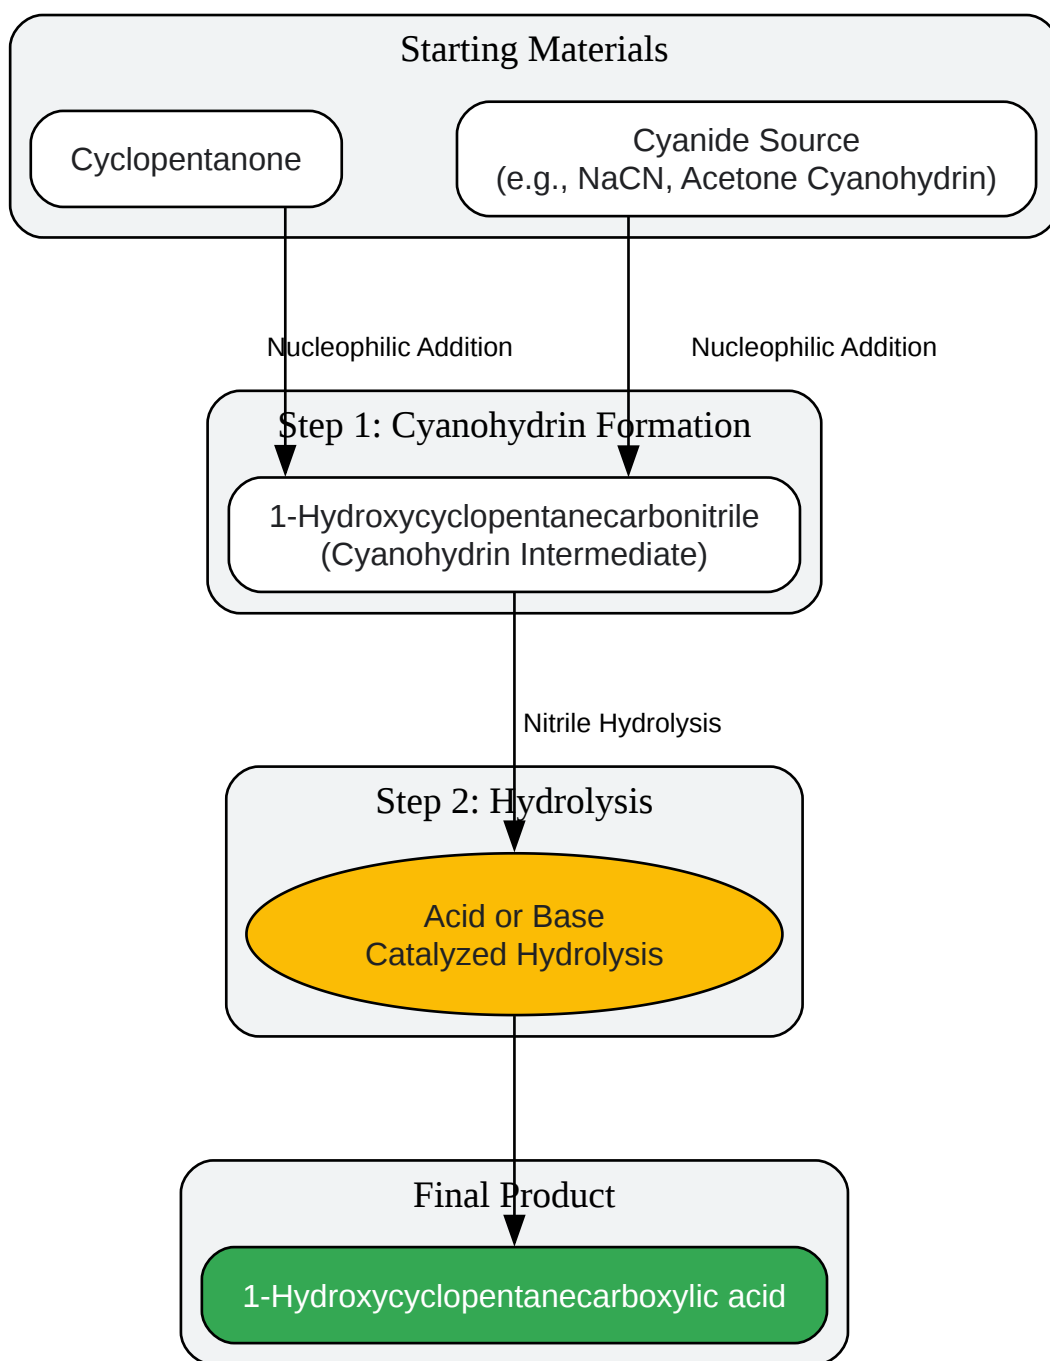 Starting Materials
Cyclopentanone
Cyanide Source
(e.g., NaCN, Acetone Cyanohydrin)
Nucleophilic Addition
Nucleophilic Addition
Step 1: Cyanohydrin Formation
1-Hydroxycyclopentanecarbonitrile
(Cyanohydrin Intermediate)
Nitrile Hydrolysis
Step 2: Hydrolysis
Acid or Base
Catalyzed Hydrolysis
Final Product
1-Hydroxycyclopentanecarboxylic acid